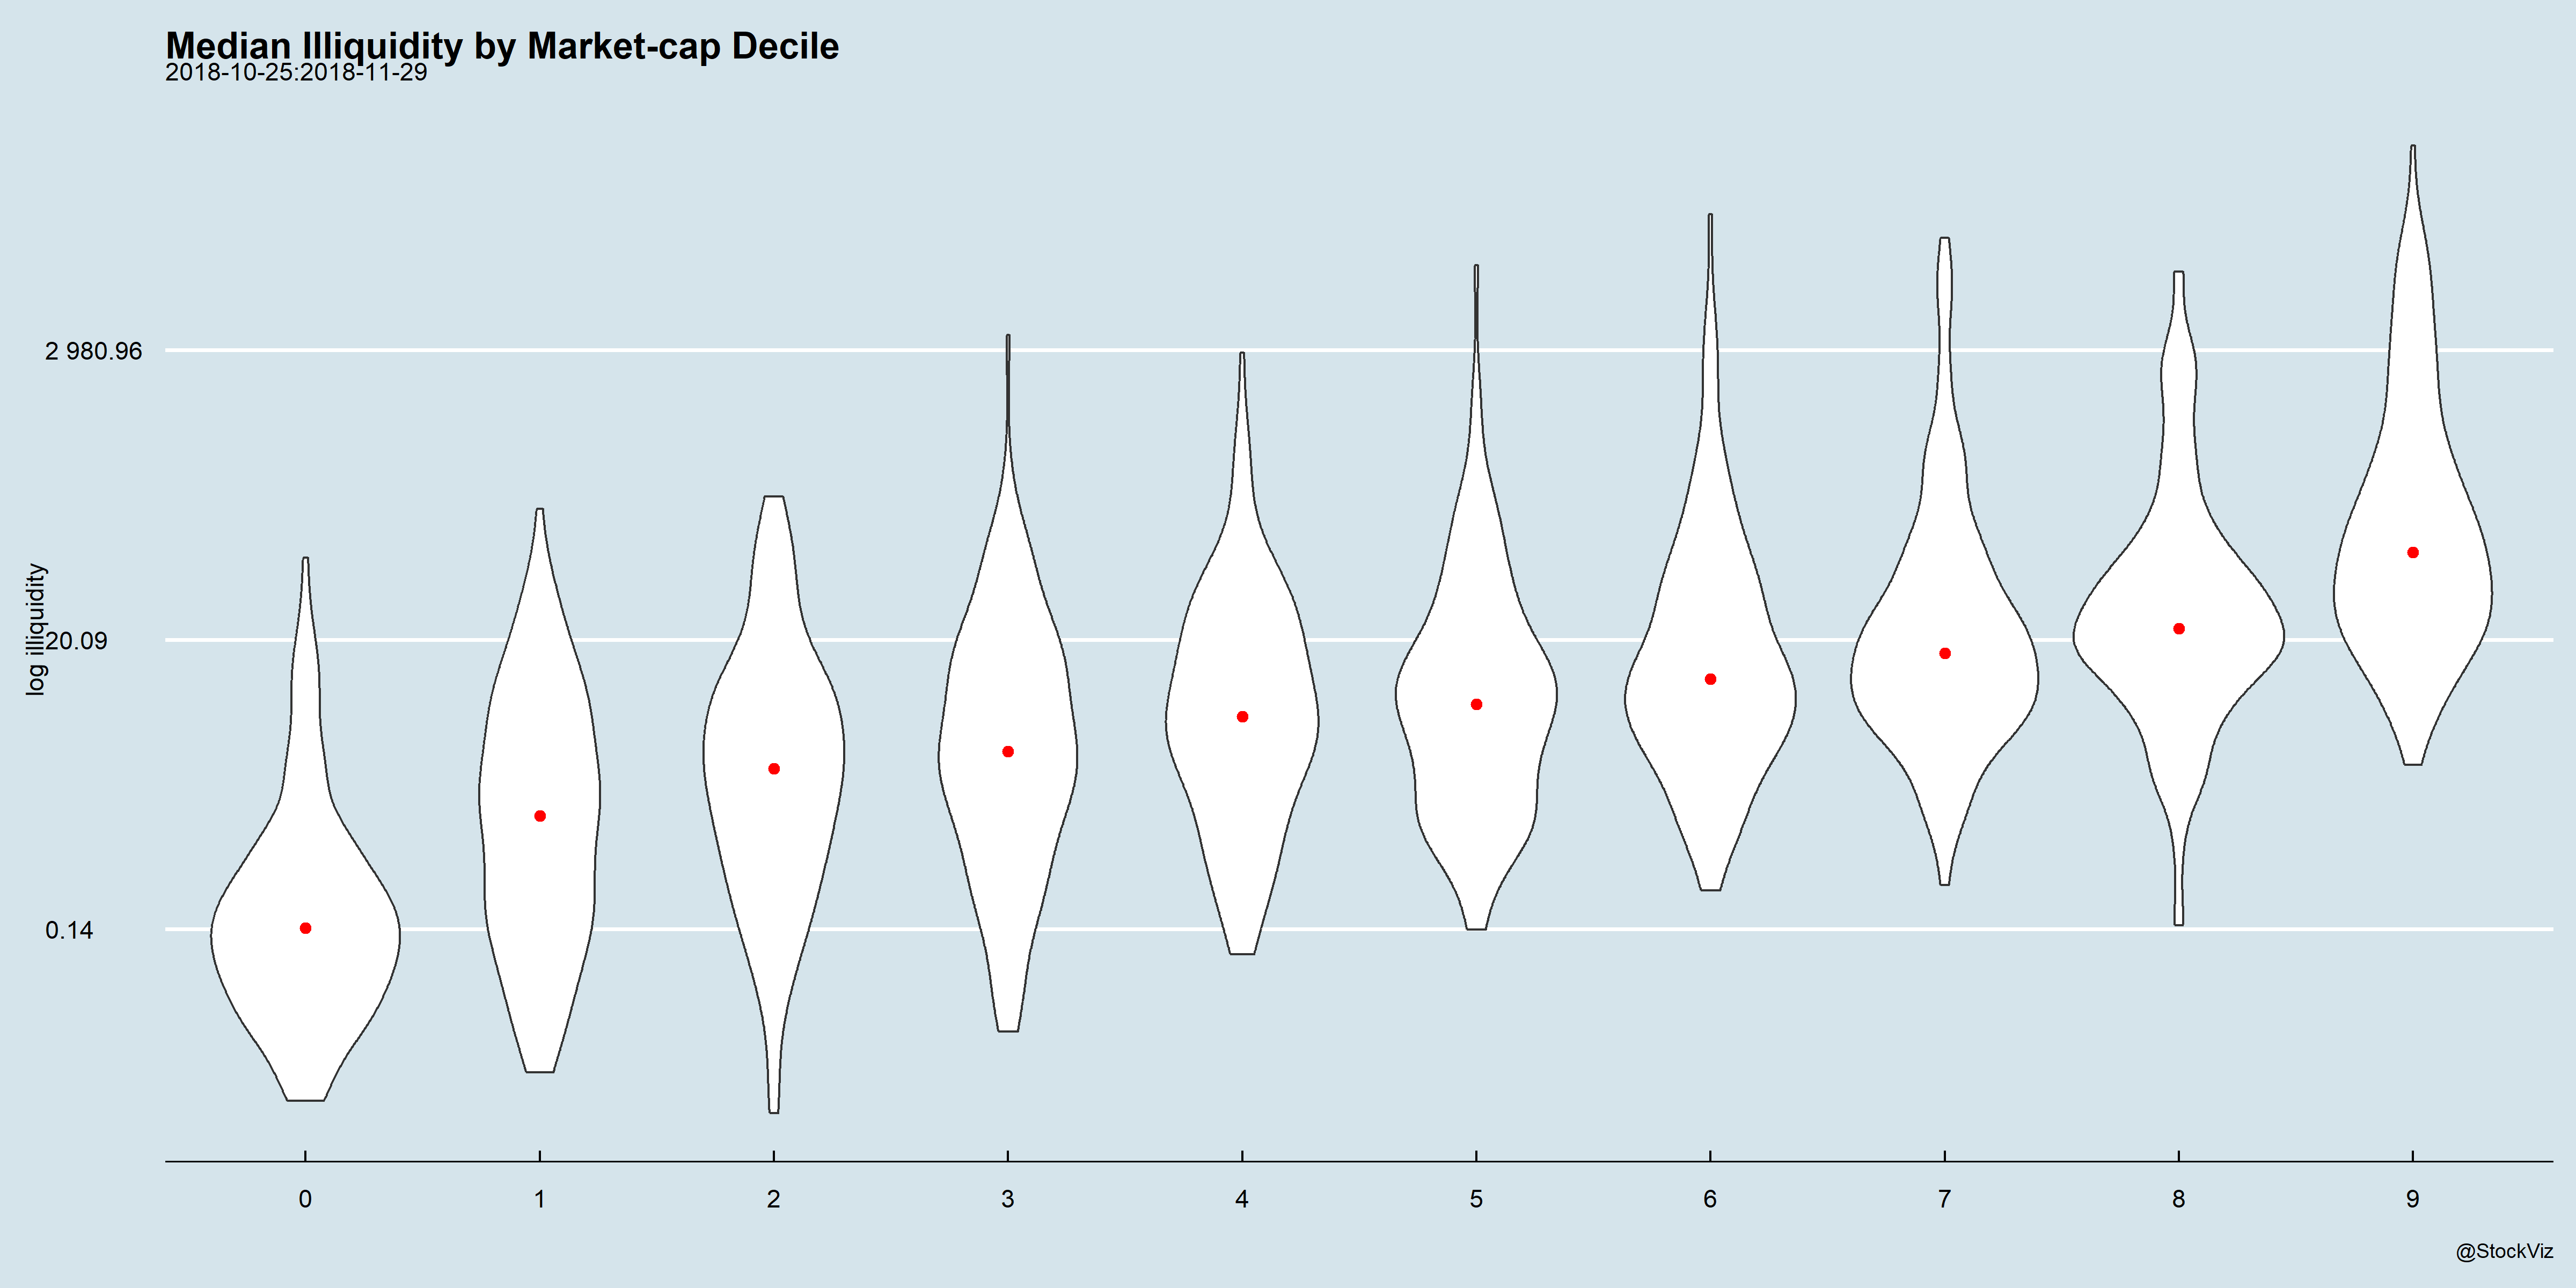 Median Illiquidity by Market-cap Decile
2018-10-25:2018-11-29
log illiquidity
2 980.96
20.09
0.14
0 1 2 3 4 5 6 7 8 9
@StockViz